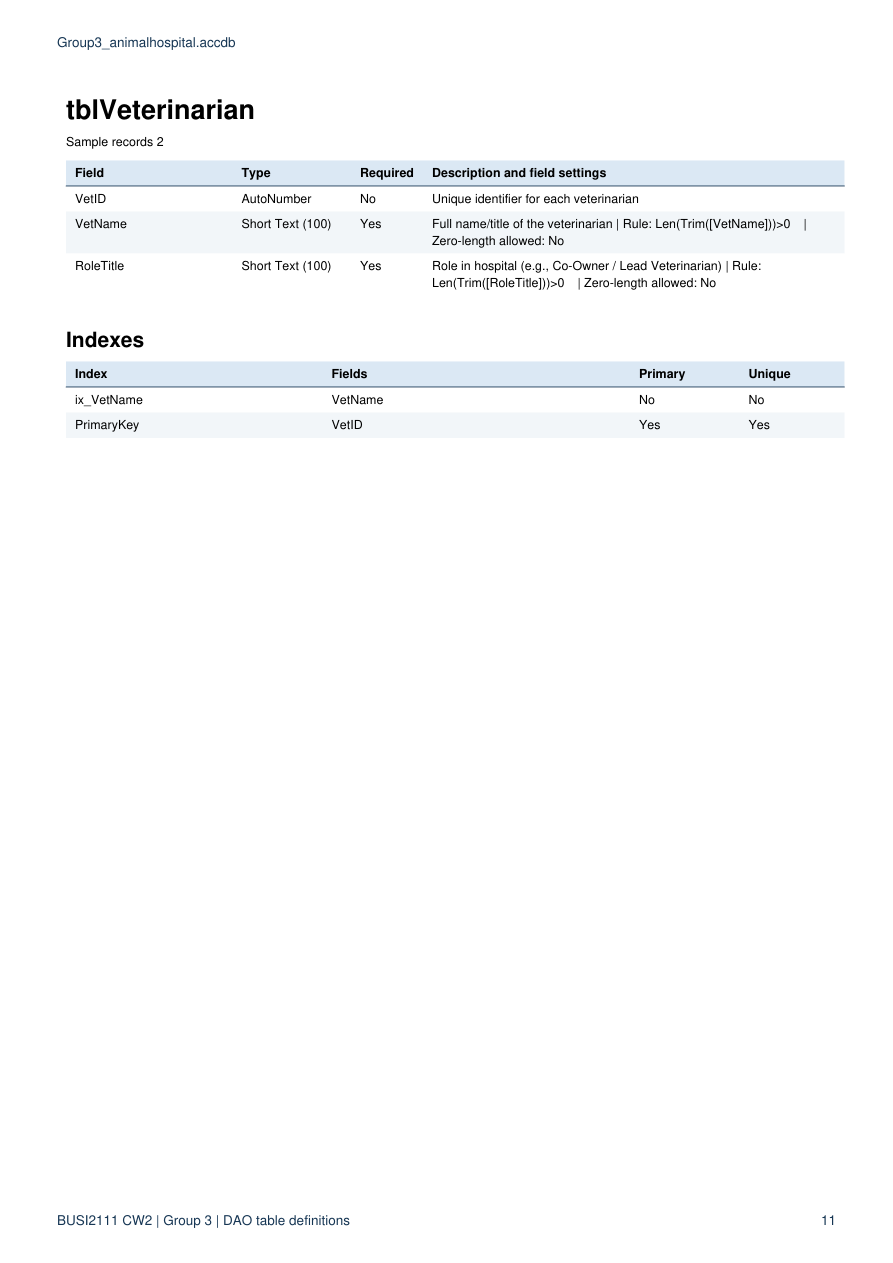 Group3_animalhospital.accdb
tblVeterinarian
Sample records 2
Field Type Required Description and field settings
VetID AutoNumber No Unique identifier for each veterinarian
VetName Short Text (100) Yes Full name/title of the veterinarian | Rule: Len(Trim([VetName]))>0 |
Zero-length allowed: No
RoleTitle Short Text (100) Yes Role in hospital (e.g., Co-Owner / Lead Veterinarian) | Rule:
Len(Trim([RoleTitle]))>0 | Zero-length allowed: No
Indexes
Index Fields Primary Unique
ix_VetName VetName No No
PrimaryKey VetID Yes Yes
BUSI2111 CW2 | Group 3 | DAO table definitions 11